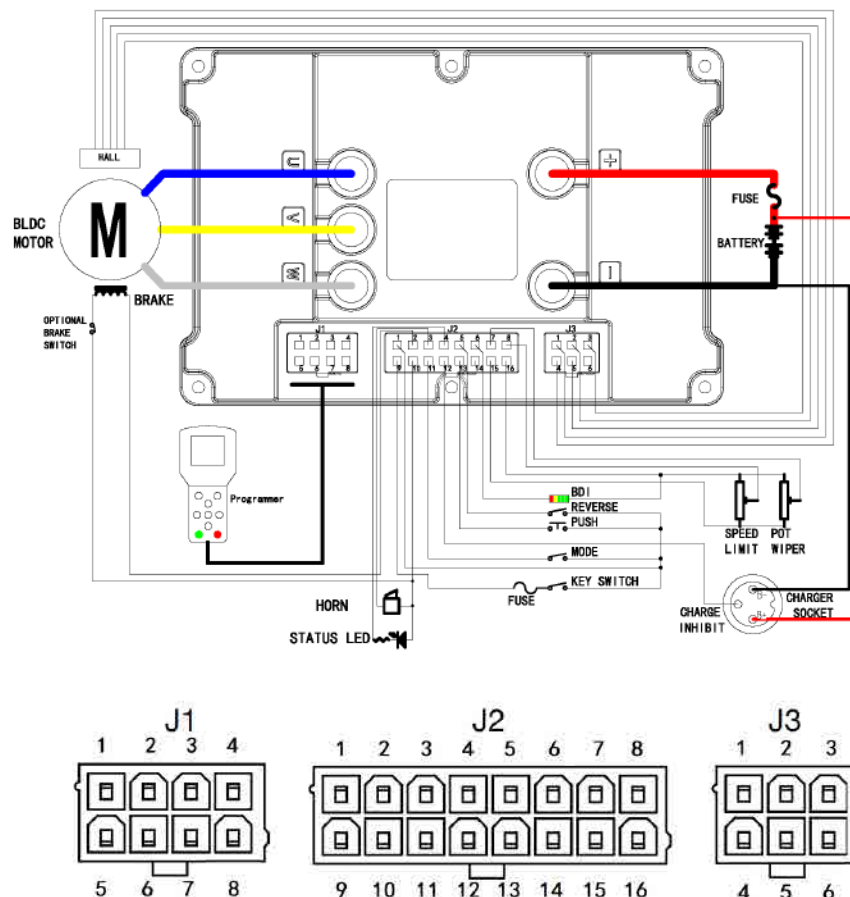 HALL
U
+
FUSE
BLDC
MOTOR
M
V
BATTERY
W
BRAKE
OPTIONAL
BRAKE
SWITCH
J1
J2
J3
1 2 3 4
1 2 3 4 5 6 7 8
1 2 3
5 6 7 8
9 10 11 12 13 14 15 16
4 5 6
Programmer
BDI
REVERSE
PUSH
MODE
KEY SWITCH
FUSE
SPEED
LIMIT
POT
WIPER
HORN
STATUS LED
CHARGE
INHIBIT
B-
B+
CHARGER
SOCKET
J1
1 2 3 4
5 6 7 8
J2
1 2 3 4 5 6 7 8
9 10 11 12 13 14 15 16
J3
1 2 3
4 5 6